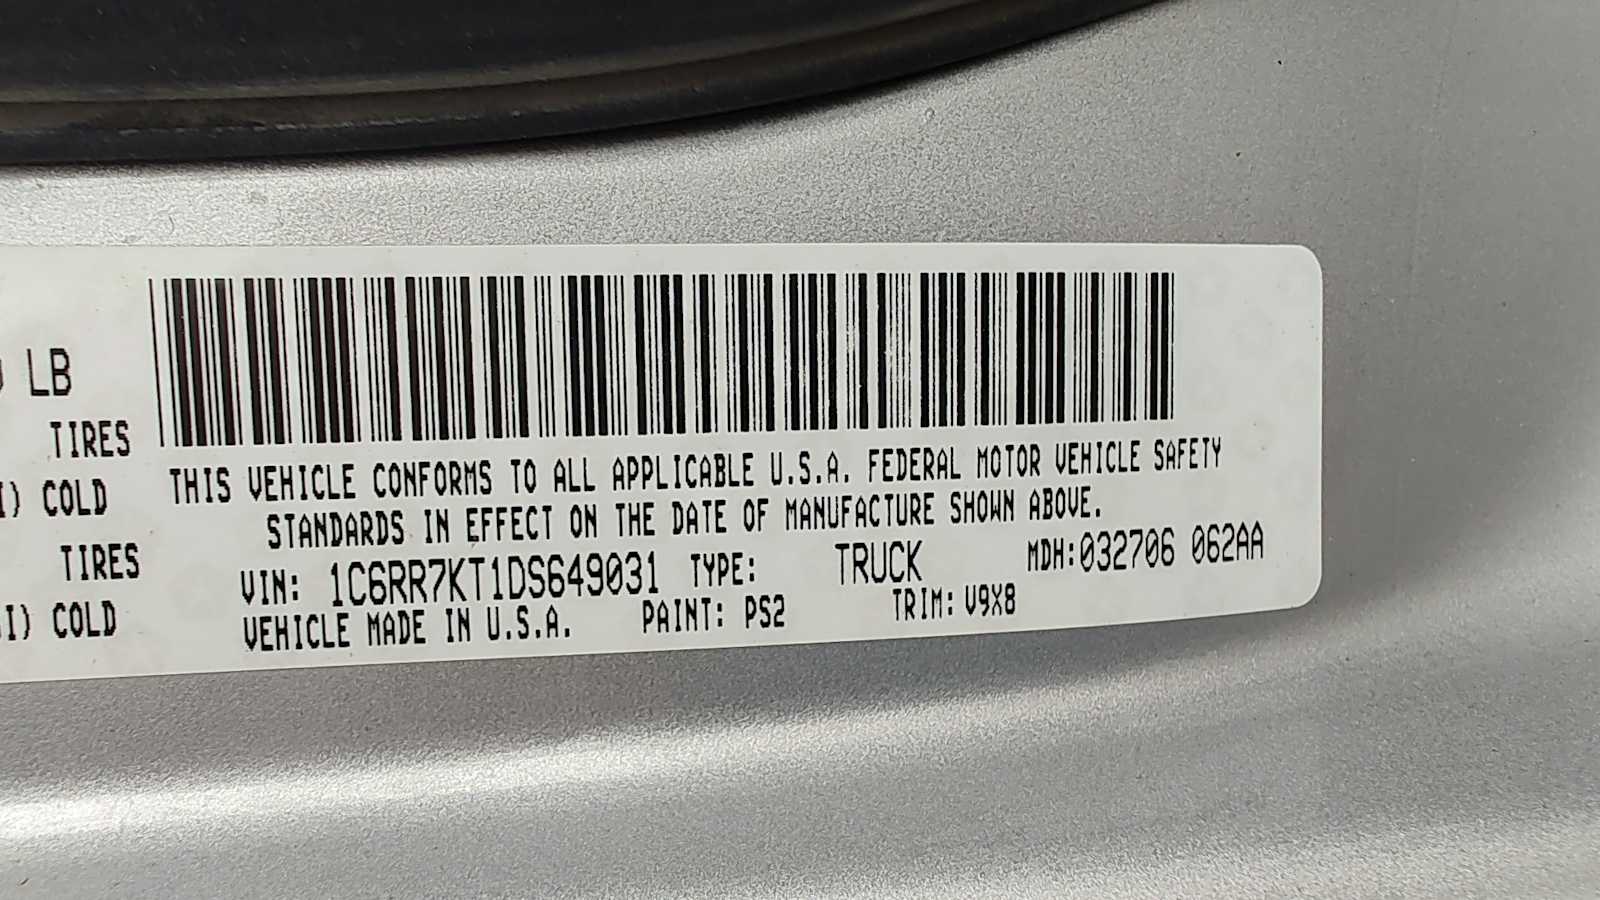 LB
TIRES
COLD
TIRES
COLD
THIS VEHICLE CONFORMS TO ALL APPLICABLE U.S.A. FEDERAL MOTOR VEHICLE SAFETY
STANDARDS IN EFFECT ON THE DATE OF MANUFACTURE SHOWN ABOVE.
VIN: 1C6RR7KT1DS649031 TYPE: TRUCK MDH:032706 062AA
VEHICLE MADE IN U.S.A. PAINT: PS2 TRIM: V9X8